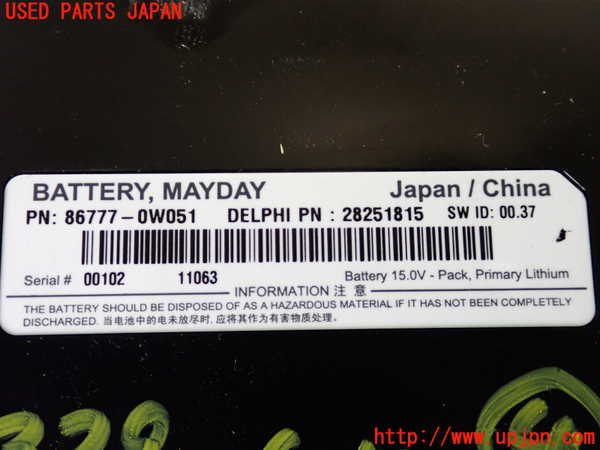 USED PARTS JAPAN
BATTERY, MAYDAY Japan / China
PN: 86777-0W051 DELPHI PN : 28251815 SW ID: 00.37
Serial # 00102 11063 Battery 15.0V - Pack, Primary Lithium
INFORMATION 注 意
THE BATTERY SHOULD BE DISPOSED OF AS A HAZARDOUS MATERIAL IF IT HAS NOT BEEN COMPLETELY
DISCHARGED. 当电池中的电未放尽时,应将其作为有害物质处理。
http://www.upjpn.com/